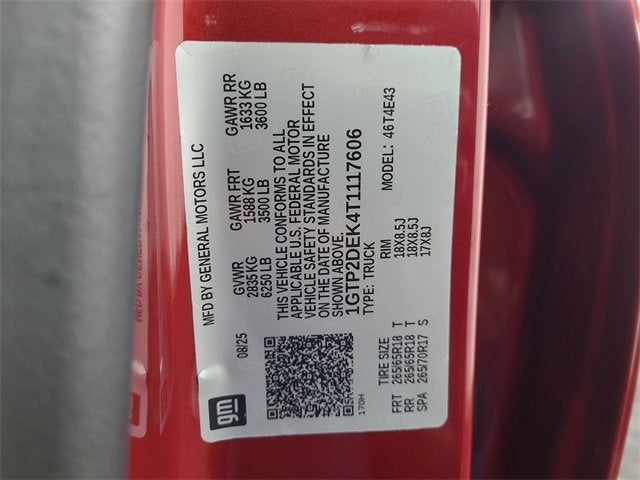 MFD BY GENERAL MOTORS LLC
08/25
gm
GVWR GAWR FRT GAWR RR
2835 KG 1588 KG 1633 KG
6250 LB 3500 LB 3600 LB
THIS VEHICLE CONFORMS TO ALL
APPLICABLE U.S. FEDERAL MOTOR
VEHICLE SAFETY STANDARDS IN EFFECT
ON THE DATE OF MANUFACTURE
SHOWN ABOVE.
1GTP2DEK4T1117606
TYPE: TRUCK MODEL: 46T4E43
170H
TIRE SIZE RIM
FRT 265/65R18 T 18X8.5J
RR 265/65R18 T 18X8.5J
SPA 265/70R17 S 17X8J